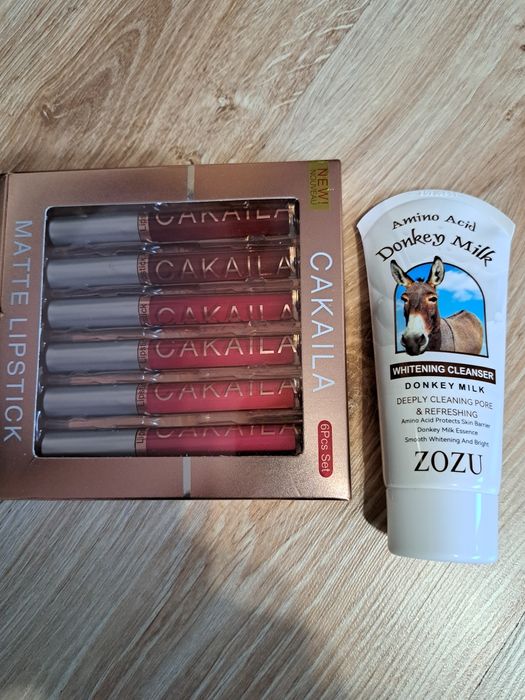 NEW!
NOUVEAU
MATTE LIPSTICK
CAKAILA
CAKAILA
CAKAILA
CAKAILA
CAKAILA
CAKAILA
CAKAILA
6Pcs Set
Amino Acid
Donkey Milk
WHITENING CLEANSER
DONKEY MILK
DEEPLY CLEANING PORE
& REFRESHING
Amino Acid Protects Skin Barrier
Donkey Milk Essence
Smooth Whitening And Bright
ZOZU